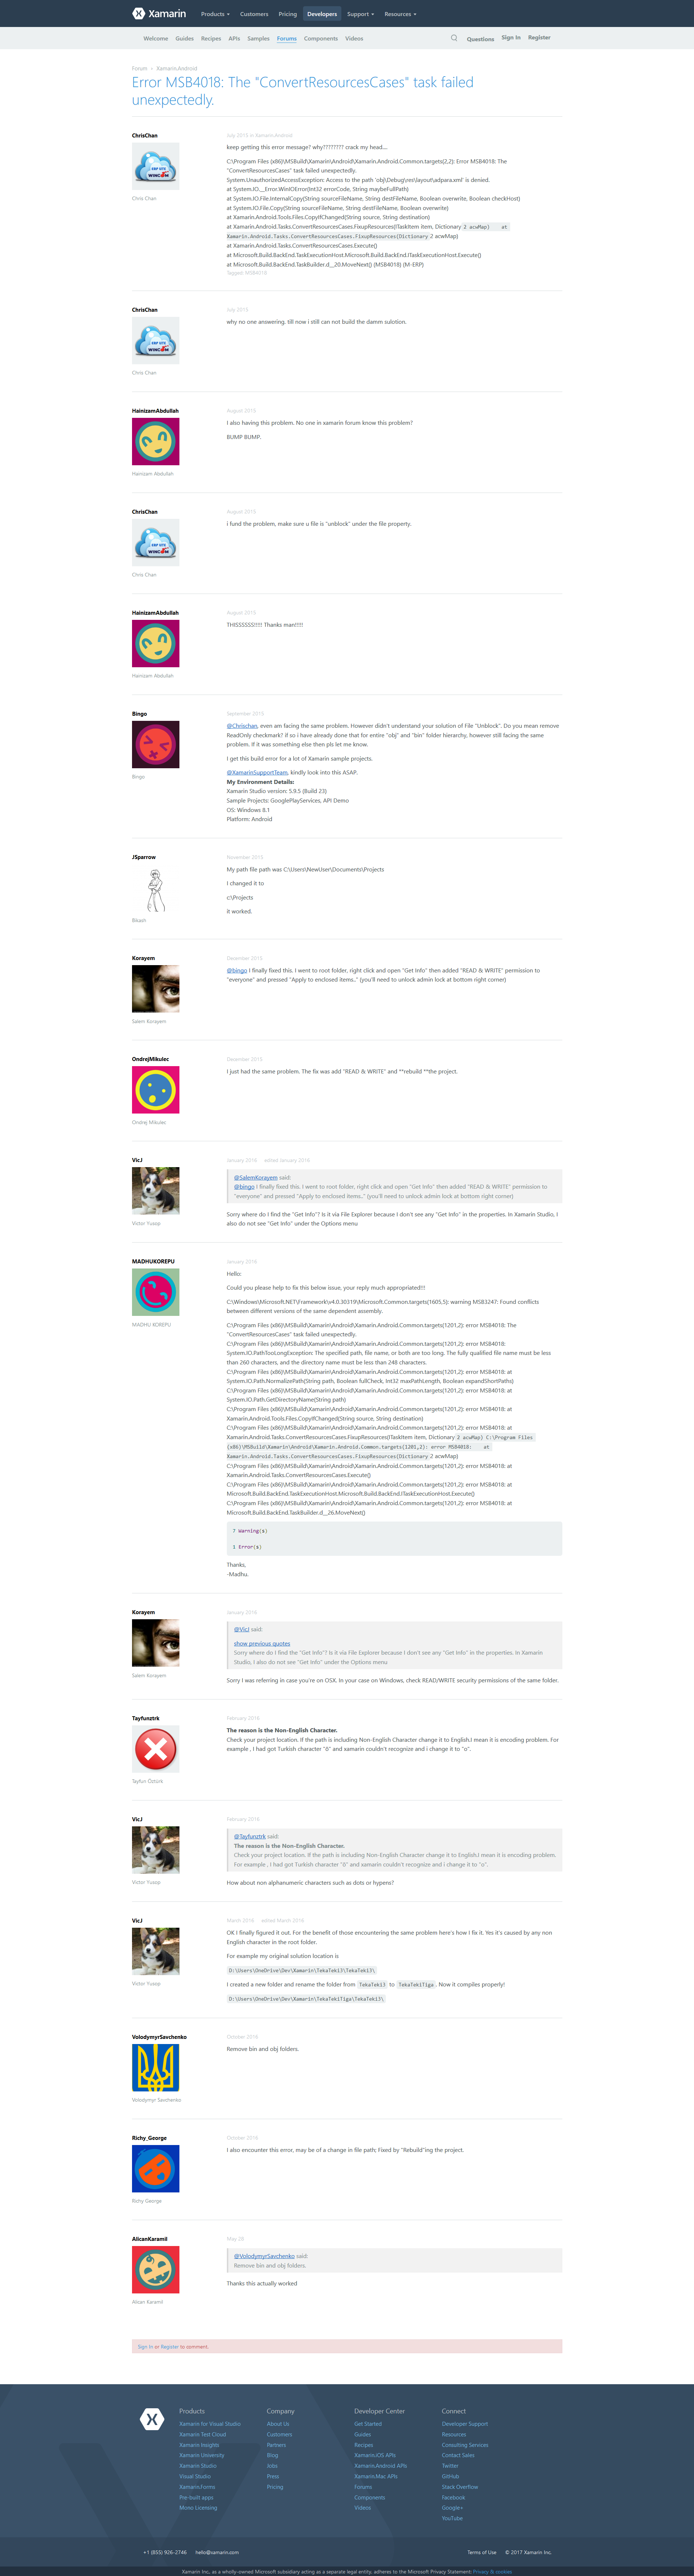 Xamarin
Products
Customers
Pricing
Developers
Support
Resources
Welcome
Guides
Recipes
APIs
Samples
Forums
Components
Videos
Questions
Sign In
Register
Forum › Xamarin.Android
Error MSB4018: The "ConvertResourcesCases" task failed
unexpectedly.
ChrisChan
July 2015 in Xamarin.Android
Chris Chan
keep getting this error message? why???????? crack my head....
C:\Program Files (x86)\MSBuild\Xamarin\Android\Xamarin.Android.Common.targets(2,2): Error MSB4018: The
"ConvertResourcesCases" task failed unexpectedly.
System.UnauthorizedAccessException: Access to the path 'obj\Debug\res\layout\adpara.xml' is denied.
at System.IO.__Error.WinIOError(Int32 errorCode, String maybeFullPath)
at System.IO.File.InternalCopy(String sourceFileName, String destFileName, Boolean overwrite, Boolean checkHost)
at System.IO.File.Copy(String sourceFileName, String destFileName, Boolean overwrite)
at Xamarin.Android.Tools.Files.CopyIfChanged(String source, String destination)
at Xamarin.Android.Tasks.ConvertResourcesCases.FixupResources(ITaskItem item, Dictionary 2 acwMap) at
Xamarin.Android.Tasks.ConvertResourcesCases.FixupResources(Dictionary 2 acwMap)
at Xamarin.Android.Tasks.ConvertResourcesCases.Execute()
at Microsoft.Build.BackEnd.TaskExecutionHost.Microsoft.Build.BackEnd.ITaskExecutionHost.Execute()
at Microsoft.Build.BackEnd.TaskBuilder.d__20.MoveNext() (MSB4018) (M-ERP)
Tagged: MSB4018
ChrisChan
July 2015
Chris Chan
why no one answering, till now i still can not build the damm sulotion.
HainizamAbdullah
August 2015
Hainizam Abdullah
I also having this problem. No one in xamarin forum know this problem?
BUMP BUMP.
ChrisChan
August 2015
Chris Chan
i fund the problem, make sure u file is "unblock" under the file property.
HainizamAbdullah
August 2015
Hainizam Abdullah
THISSSSSS!!!!! Thanks man!!!!!
Bingo
September 2015
Bingo
@Chrischan, even am facing the same problem. However didn't understand your solution of File "Unblock". Do you mean remove
ReadOnly checkmark? if so i have already done that for entire "obj" and "bin" folder hierarchy. however still facing the same
problem. If it was something else then pls let me know.
I get this build error for a lot of Xamarin sample projects.
@XamarinSupportTeam, kindly look into this ASAP.
My Environment Details:
Xamarin Studio version: 5.9.5 (Build 23)
Sample Projects: GooglePlayServices, API Demo
OS: Windows 8.1
Platform: Android
JSparrow
November 2015
Bikash
My path file path was C:\Users\NewUser\Documents\Projects
I changed it to
c:\Projects
it worked.
Korayem
December 2015
Salem Korayem
@bingo I finally fixed this. I went to root folder, right click and open "Get Info" then added "READ & WRITE" permission to
"everyone" and pressed "Apply to enclosed items.." (you'll need to unlock admin lock at bottom right corner)
OndrejMikulec
December 2015
Ondrej Mikulec
I just had the same problem. The fix was add "READ & WRITE" and **rebuild **the project.
VicJ
January 2016 edited January 2016
Victor Yusop
@SalemKorayem said:
@bingo I finally fixed this. I went to root folder, right click and open "Get Info" then added "READ & WRITE" permission to
"everyone" and pressed "Apply to enclosed items.." (you'll need to unlock admin lock at bottom right corner)
Sorry where do I find the "Get Info"? Is it via File Explorer because I don't see any "Get Info" in the properties. In Xamarin Studio, I
also do not see "Get Info" under the Options menu
MADHUKOREPU
January 2016
MADHU KOREPU
Hello;
Could you please help to fix this below issue, your reply much appropriated!!!
C:\Windows\Microsoft.NET\Framework\v4.0.30319\Microsoft.Common.targets(1605,5): warning MSB3247: Found conflicts
between different versions of the same dependent assembly.
C:\Program Files (x86)\MSBuild\Xamarin\Android\Xamarin.Android.Common.targets(1201,2): error MSB4018: The
"ConvertResourcesCases" task failed unexpectedly.
C:\Program Files (x86)\MSBuild\Xamarin\Android\Xamarin.Android.Common.targets(1201,2): error MSB4018:
System.IO.PathTooLongException: The specified path, file name, or both are too long. The fully qualified file name must be less
than 260 characters, and the directory name must be less than 248 characters.
C:\Program Files (x86)\MSBuild\Xamarin\Android\Xamarin.Android.Common.targets(1201,2): error MSB4018: at
System.IO.Path.NormalizePath(String path, Boolean fullCheck, Int32 maxPathLength, Boolean expandShortPaths)
C:\Program Files (x86)\MSBuild\Xamarin\Android\Xamarin.Android.Common.targets(1201,2): error MSB4018: at
System.IO.Path.GetDirectoryName(String path)
C:\Program Files (x86)\MSBuild\Xamarin\Android\Xamarin.Android.Common.targets(1201,2): error MSB4018: at
Xamarin.Android.Tools.Files.CopyIfChanged(String source, String destination)
C:\Program Files (x86)\MSBuild\Xamarin\Android\Xamarin.Android.Common.targets(1201,2): error MSB4018: at
Xamarin.Android.Tasks.ConvertResourcesCases.FixupResources(ITaskItem item, Dictionary 2 acwMap) C:\Program Files
(x86)\MSBuild\Xamarin\Android\Xamarin.Android.Common.targets(1201,2): error MSB4018: at
Xamarin.Android.Tasks.ConvertResourcesCases.FixupResources(Dictionary 2 acwMap)
C:\Program Files (x86)\MSBuild\Xamarin\Android\Xamarin.Android.Common.targets(1201,2): error MSB4018: at
Xamarin.Android.Tasks.ConvertResourcesCases.Execute()
C:\Program Files (x86)\MSBuild\Xamarin\Android\Xamarin.Android.Common.targets(1201,2): error MSB4018: at
Microsoft.Build.BackEnd.TaskExecutionHost.Microsoft.Build.BackEnd.ITaskExecutionHost.Execute()
C:\Program Files (x86)\MSBuild\Xamarin\Android\Xamarin.Android.Common.targets(1201,2): error MSB4018: at
Microsoft.Build.BackEnd.TaskBuilder.d__26.MoveNext()
7 Warning(s)
1 Error(s)
Thanks,
-Madhu.
Korayem
January 2016
Salem Korayem
@VicJ said:
show previous quotes
Sorry where do I find the "Get Info"? Is it via File Explorer because I don't see any "Get Info" in the properties. In Xamarin
Studio, I also do not see "Get Info" under the Options menu
Sorry I was referring in case you're on OSX. In your case on Windows, check READ/WRITE security permissions of the same folder.
Tayfunztrk
February 2016
Tayfun Öztürk
The reason is the Non-English Character.
Check your project location. If the path is including Non-English Character change it to English.I mean it is encoding problem. For
example , I had got Turkish character "ö" and xamarin couldn't recognize and i change it to "o".
VicJ
February 2016
Victor Yusop
@Tayfunztrk said:
The reason is the Non-English Character.
Check your project location. If the path is including Non-English Character change it to English.I mean it is encoding problem.
For example , I had got Turkish character "ö" and xamarin couldn't recognize and i change it to "o".
How about non alphanumeric characters such as dots or hypens?
VicJ
March 2016 edited March 2016
Victor Yusop
OK I finally figured it out. For the benefit of those encountering the same problem here's how I fix it. Yes it's caused by any non
English character in the root folder.
For example my original solution location is
D:\Users\OneDrive\Dev\Xamarin\TekaTeki3\TekaTeki3\
I created a new folder and rename the folder from TekaTeki3 to TekaTekiTiga. Now it compiles properly!
D:\Users\OneDrive\Dev\Xamarin\TekaTekiTiga\TekaTeki3\
VolodymyrSavchenko
October 2016
Volodymyr Savchenko
Remove bin and obj folders.
Richy_George
October 2016
Richy George
I also encounter this error, may be of a change in file path; Fixed by "Rebuild"ing the project.
AlicanKaramil
May 28
Alican Karamil
@VolodymyrSavchenko said:
Remove bin and obj folders.
Thanks this actually worked
Sign In or Register to comment.
Products
Xamarin for Visual Studio
Xamarin Test Cloud
Xamarin Insights
Xamarin University
Xamarin Studio
Visual Studio
Xamarin.Forms
Pre-built apps
Mono Licensing
Company
About Us
Customers
Partners
Blog
Jobs
Press
Pricing
Developer Center
Get Started
Guides
Recipes
Xamarin.iOS APIs
Xamarin.Android APIs
Xamarin.Mac APIs
Forums
Components
Videos
Connect
Developer Support
Resources
Consulting Services
Contact Sales
Twitter
GitHub
Stack Overflow
Facebook
Google+
YouTube
+1 (855) 926-2746
hello@xamarin.com
Terms of Use
© 2017 Xamarin Inc.
Xamarin Inc., as a wholly-owned Microsoft subsidiary acting as a separate legal entity, adheres to the Microsoft Privacy Statement: Privacy & cookies